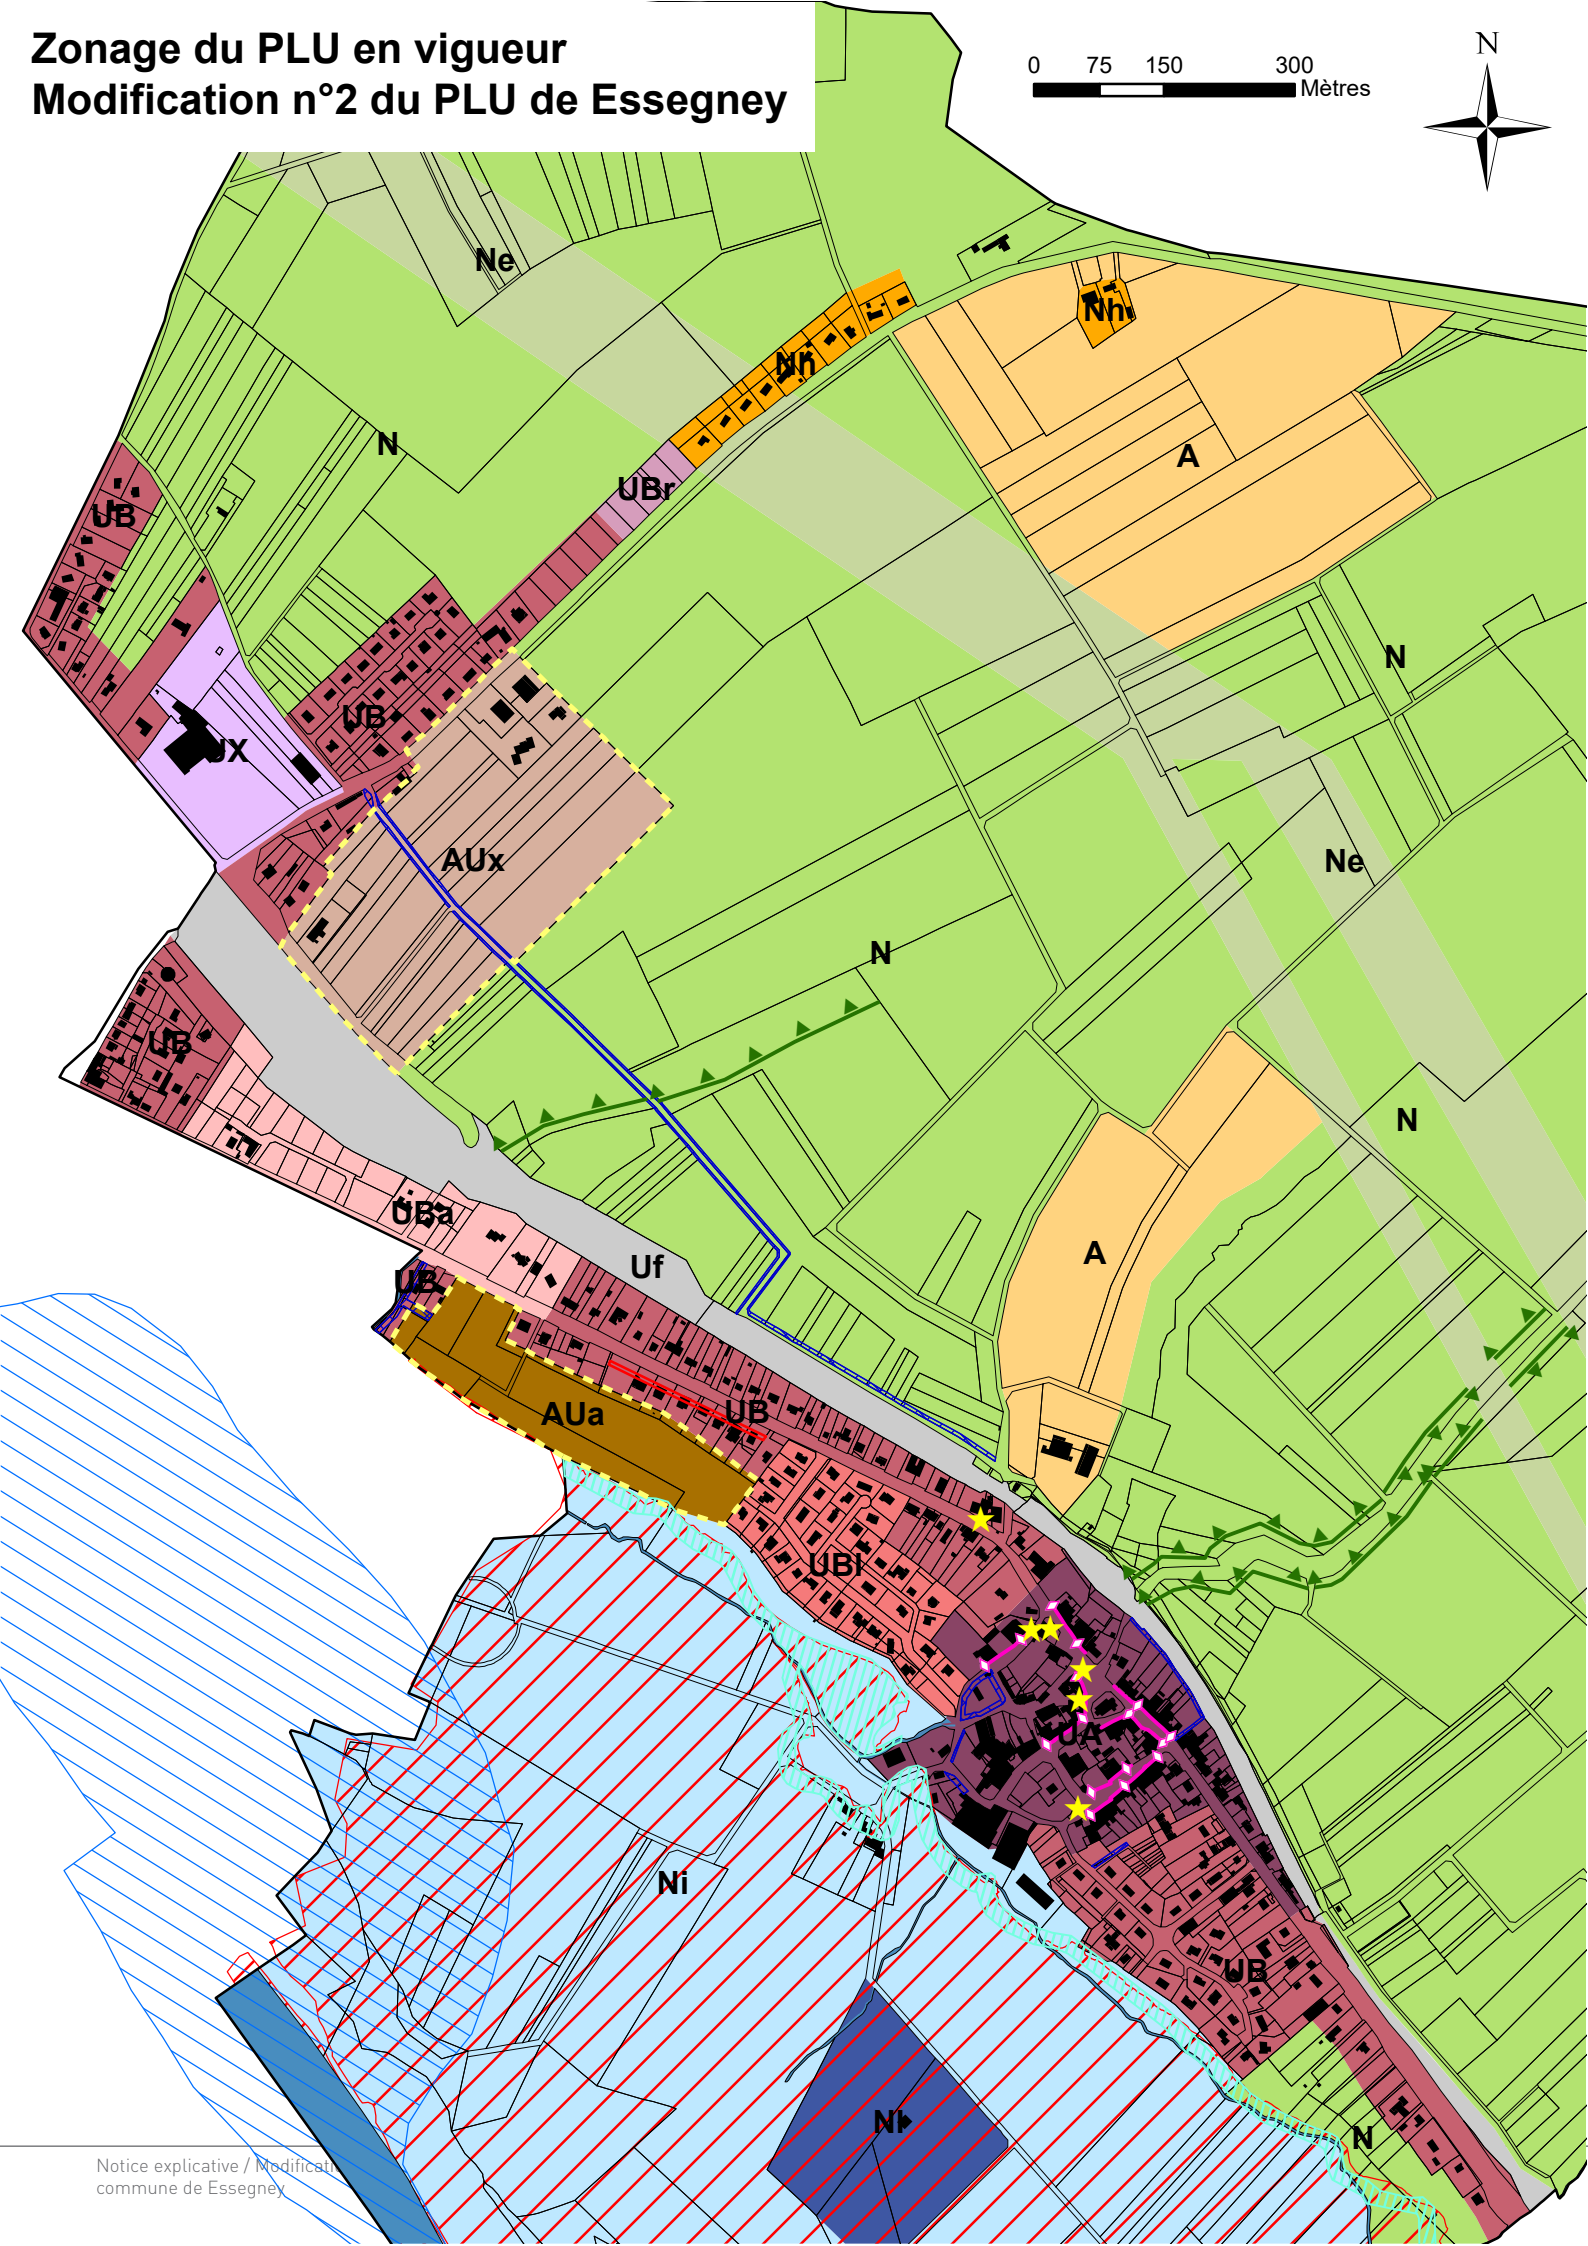 Zonage du PLU en vigueur
Modification n°2 du PLU de Essegney
0 75 150 300
Mètres
N
Ne
Nh
Nh
N
A
UBr
UB
N
UB
UX
AUx
Ne
N
UB
N
UBa
A
Uf
UB
AUa
UB
UBl
UA
Ni
UB
Nl
N
Notice explicative / Modificati
commune de Essegney